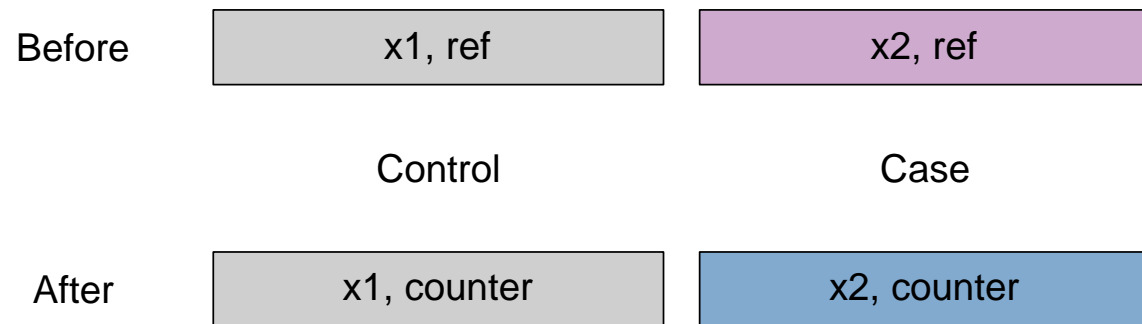 Before
x1, ref
x2, ref
Control
Case
After
x1, counter
x2, counter